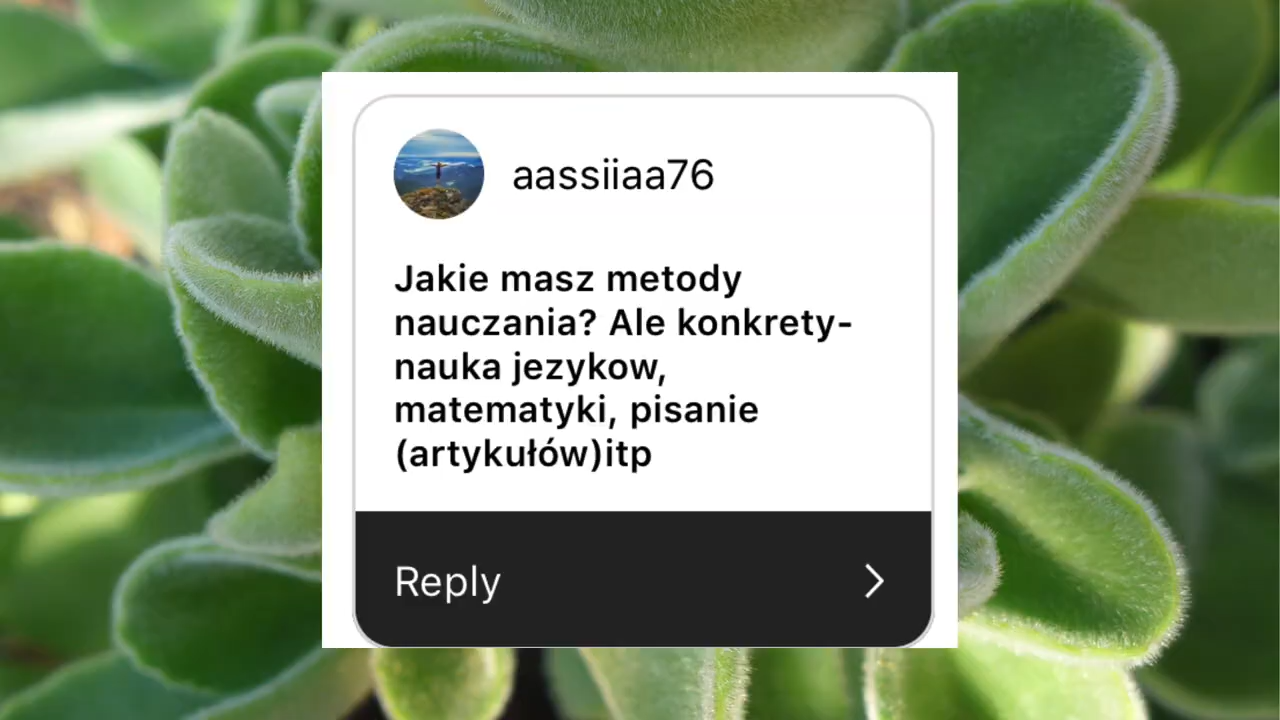 aassiiaa76
Jakie masz metody
nauczania? Ale konkrety-
nauka jezykow,
matematyki, pisanie
(artykułów)itp
Reply